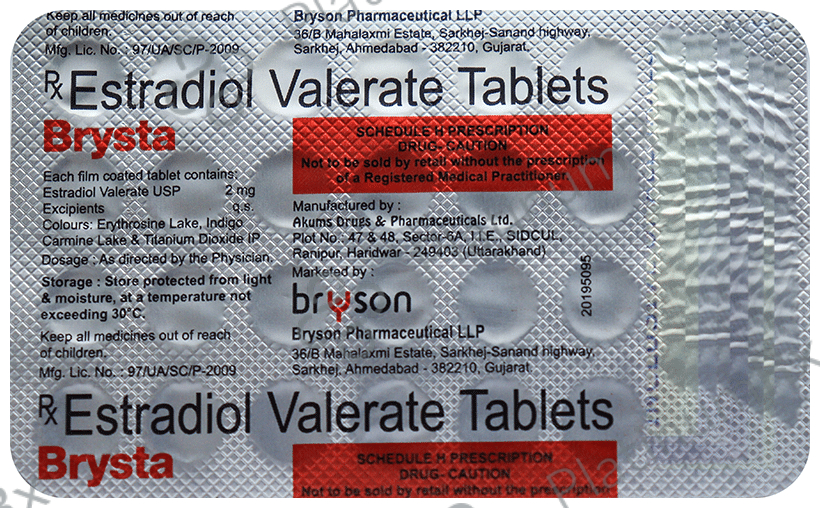 Keep all medicines out of reach
of children.
Mfg. Lic. No. : 97/UA/SC/P-2009
Bryson Pharmaceutical LLP
36/B Mahalaxmi Estate, Sarkhej-Sanand highway,
Sarkhej, Ahmedabad - 382210, Gujarat.
Rx Estradiol Valerate Tablets
Brysta
SCHEDULE H PRESCRIPTION
DRUG- CAUTION
Not to be sold by retail without the prescription
of a Registered Medical Practitioner.
Each film coated tablet contains:
Estradiol Valerate USP 2 mg
Excipients q.s.
Colours: Erythrosine Lake, Indigo
Carmine Lake & Titanium Dioxide IP
Dosage : As directed by the Physician.
Storage : Store protected from light
& moisture, at a temperature not
exceeding 30°C.
Keep all medicines out of reach
of children.
Mfg. Lic. No. : 97/UA/SC/P-2009
Manufactured by :
Akums Drugs & Pharmaceuticals Ltd.
Plot No.: 47 & 48, Sector-6A, I.I.E., SIDCUL,
Ranipur, Haridwar - 249403 (Uttarakhand)
Marketed by :
bryson
Bryson Pharmaceutical LLP
36/B Mahalaxmi Estate, Sarkhej-Sanand highway,
Sarkhej, Ahmedabad - 382210, Gujarat.
20195095
Rx Estradiol Valerate Tablets
Brysta
SCHEDULE H PRESCRIPTION
DRUG- CAUTION
Not to be sold by retail without the prescription